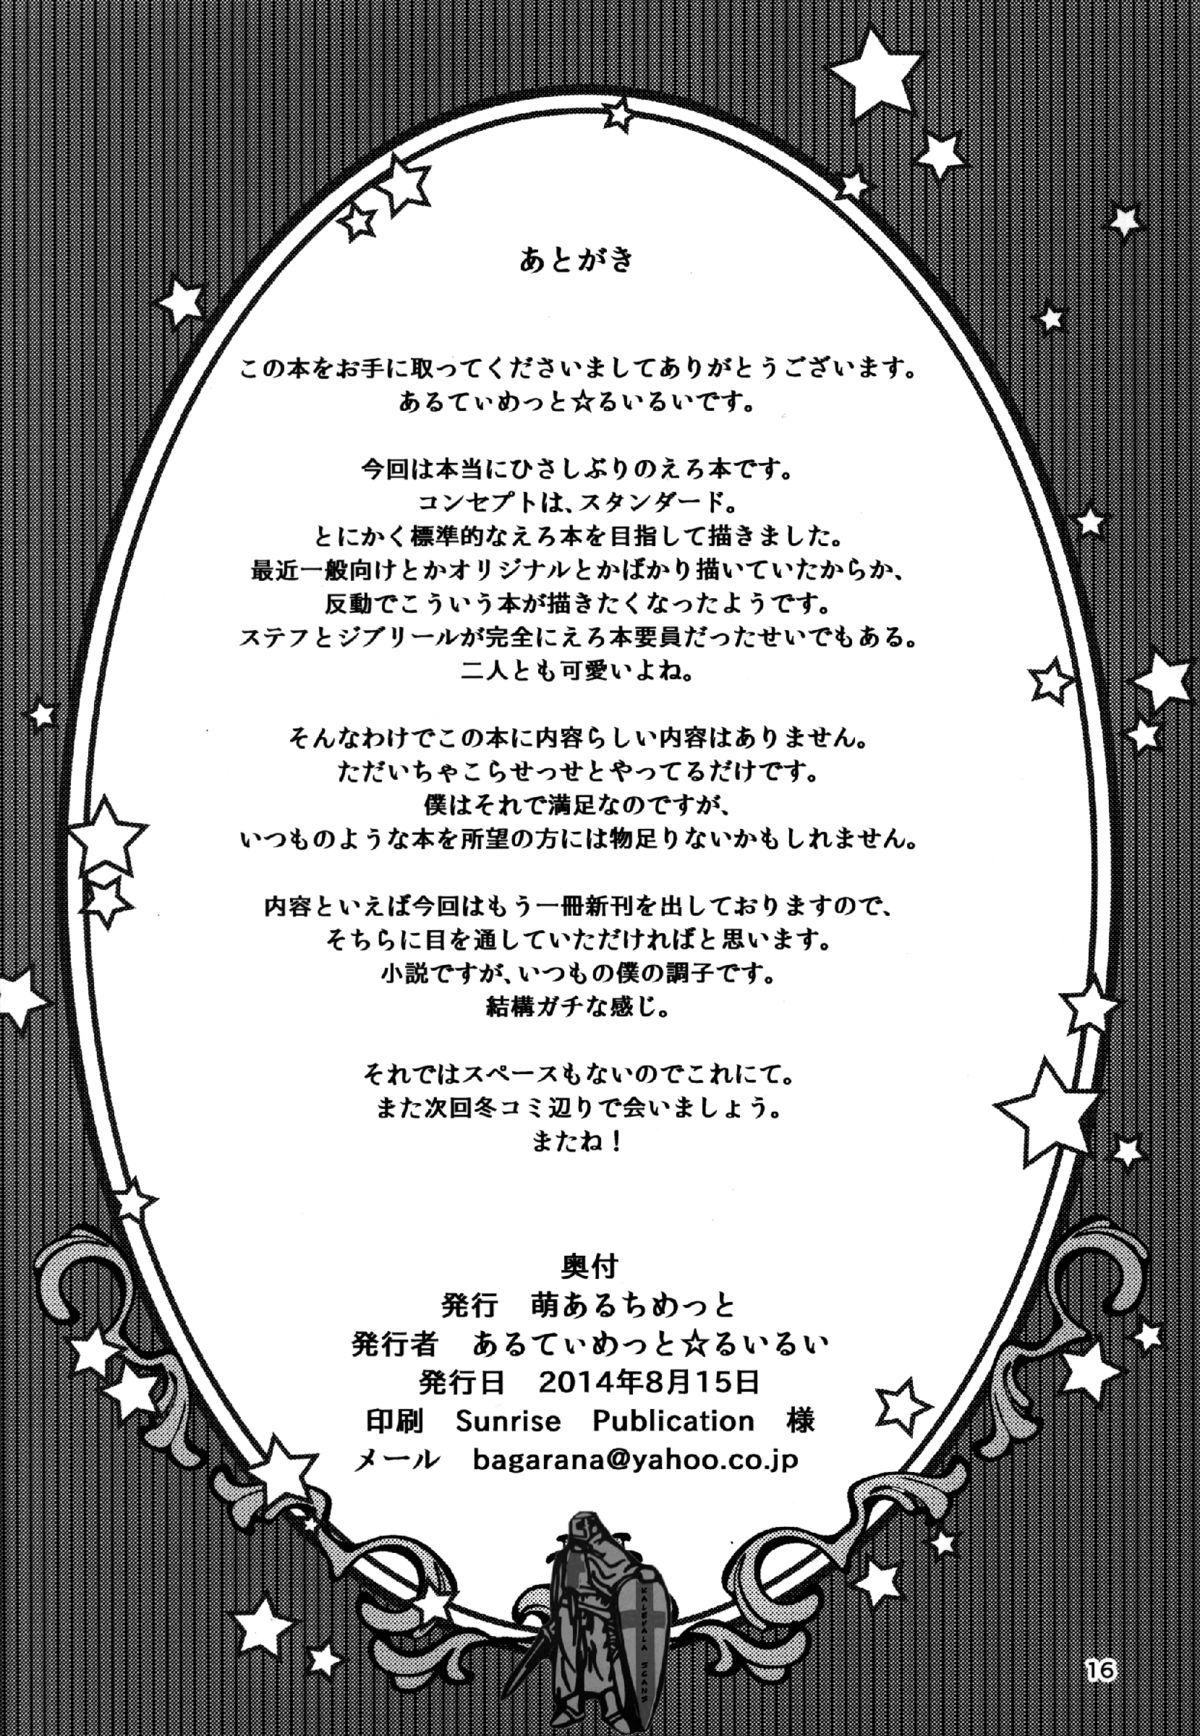 あとがき
この本をお手に取ってくださいましてありがとうございます。
あるてぃめっと☆るいるいです。
今回は本当にひさしぶりのえろ本です。
コンセプトは、スタンダード。
とにかく標準的なえろ本を目指して描きました。
最近一般向けとかオリジナルとかばかり描いていたからか、
反動でこういう本が描きたくなったようです。
ステフとジブリールが完全にえろ本要員だったせいでもある。
二人とも可愛いよね。
そんなわけでこの本に内容らしい内容はありません。
ただいちゃこらせっせとやってるだけです。
僕はそれで満足なのですが、
いつものような本を所望の方には物足りないかもしれません。
内容といえば今回はもう一冊新刊を出しておりますので、
そちらに目を通していただければと思います。
小説ですが、いつもの僕の調子です。
結構ガチな感じ。
それではスペースもないのでこれにて。
また次回冬コミ辺りで会いましょう。
またね！
奥付
発行　萌あるちめっと
発行者　あるてぃめっと☆るいるい
発行日　2014年8月15日
印刷　Sunrise　Publication　様
メール　bagarana@yahoo.co.jp
KALEVALA SCANS
16